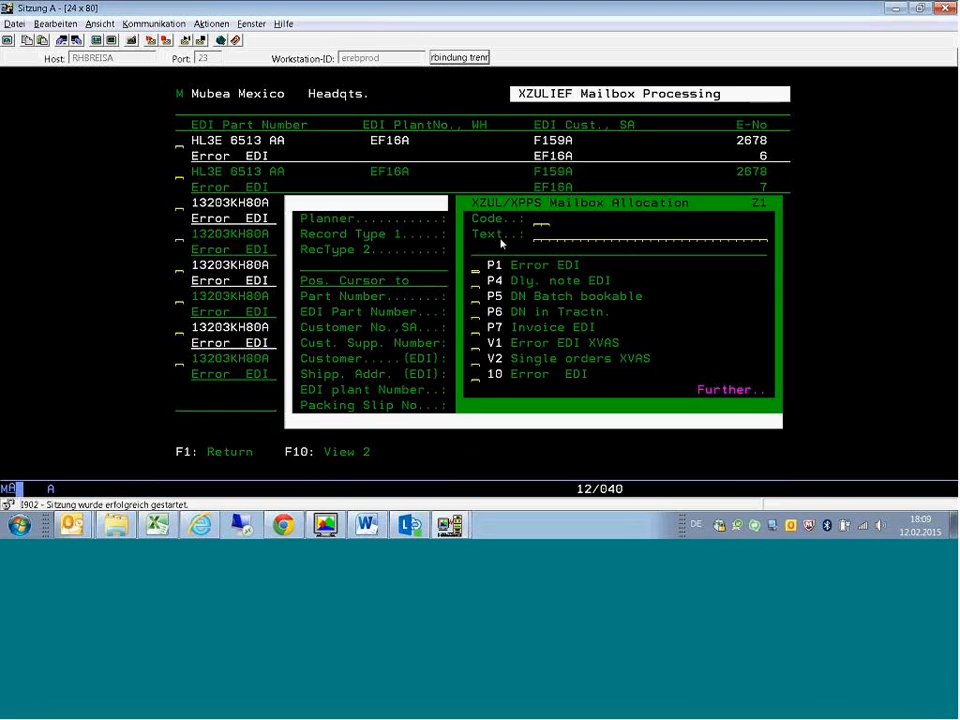 Sitzung A - [24 x 80]
Datei Bearbeiten Ansicht Kommunikation Aktionen Fenster Hilfe
Host: RHBREISA Port: 23 Workstation-ID: erebprod rbindung trenr
M Mubea Mexico Headqts. XZULIEF Mailbox Processing
EDI Part Number EDI PlantNo., WH EDI Cust., SA E-No
HL3E 6513 AA EF16A F159A 2678
Error EDI EF16A 6
HL3E 6513 AA EF16A F159A 2678
Error EDI EF16A 7
13203KH80A XZUL/XPPS Mailbox Allocation Z1
Error EDI Planner...........: Code..:
13203KH80A Record Type 1.....: Text..:
Error EDI RecType 2.........:
13203KH80A P1 Error EDI
Error EDI Pos. Cursor to P4 Dly. note EDI
13203KH80A Part Number.......: P5 DN Batch bookable
Error EDI EDI Part Number...: P6 DN in Tractn.
13203KH80A Customer No.,SA...: P7 Invoice EDI
Error EDI Cust. Supp. Number: V1 Error EDI XVAS
13203KH80A Customer.....(EDI): V2 Single orders XVAS
Error EDI Shipp. Addr. (EDI): 10 Error EDI
EDI plant Number..: Further..
Packing Slip No...:
F1: Return F10: View 2
MA A 12/040
I902 - Sitzung wurde erfolgreich gestartet.
DE 18:09
12.02.2015